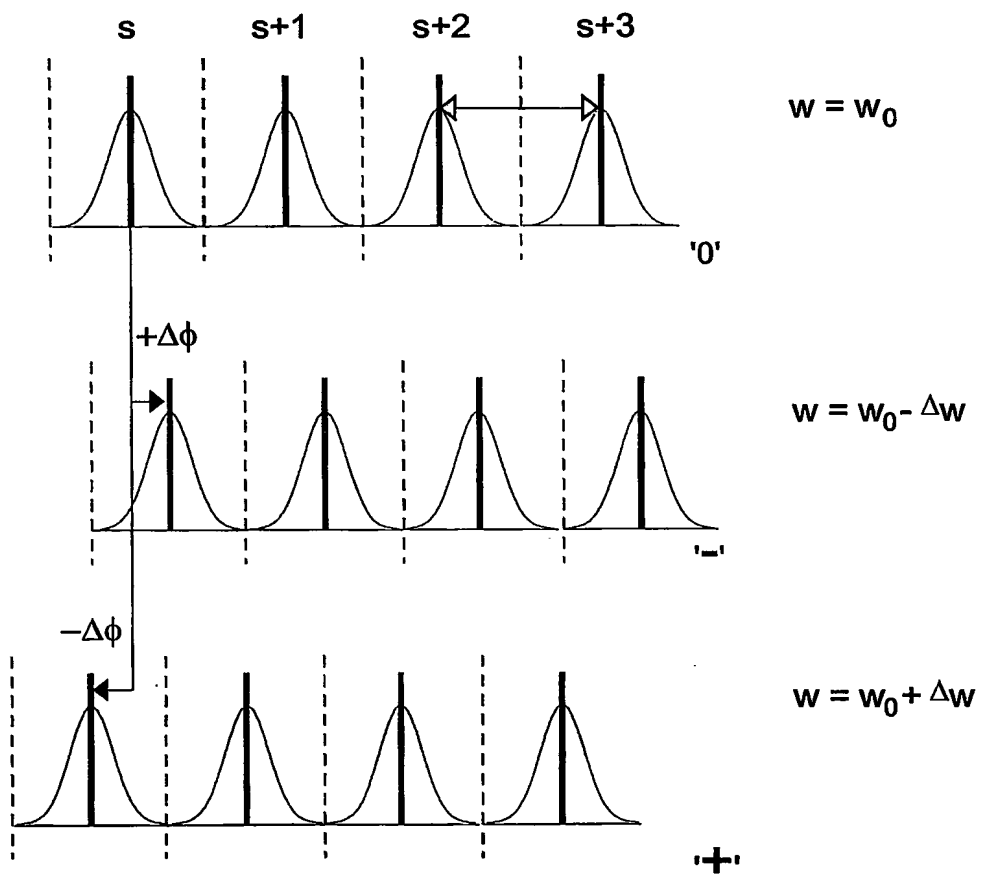 s s+1 s+2 s+3
w = w₀
'0'
+Δϕ
w = w₀ - Δw
'-'
−Δϕ
w = w₀ + Δw
'+'